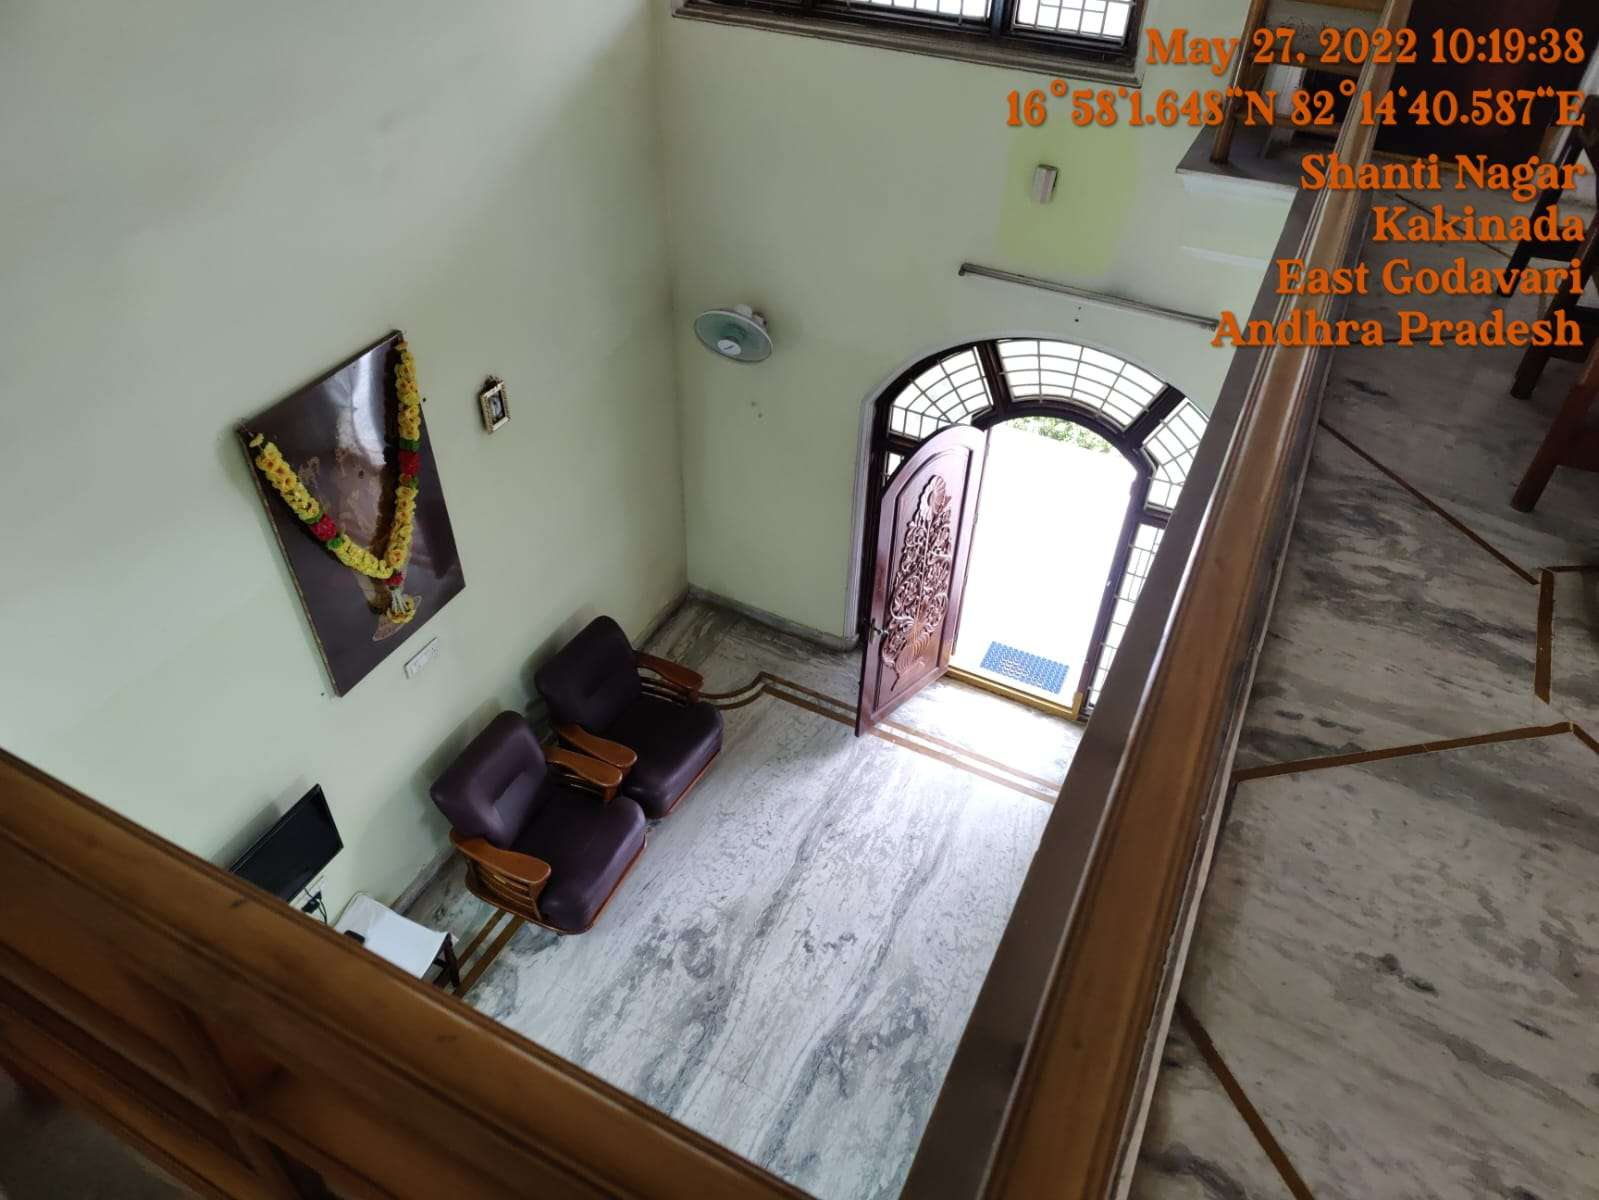 May 27, 2022 10:19:38
16°58'1.648"N 82°14'40.587"E
Shanti Nagar
Kakinada
East Godavari
Andhra Pradesh